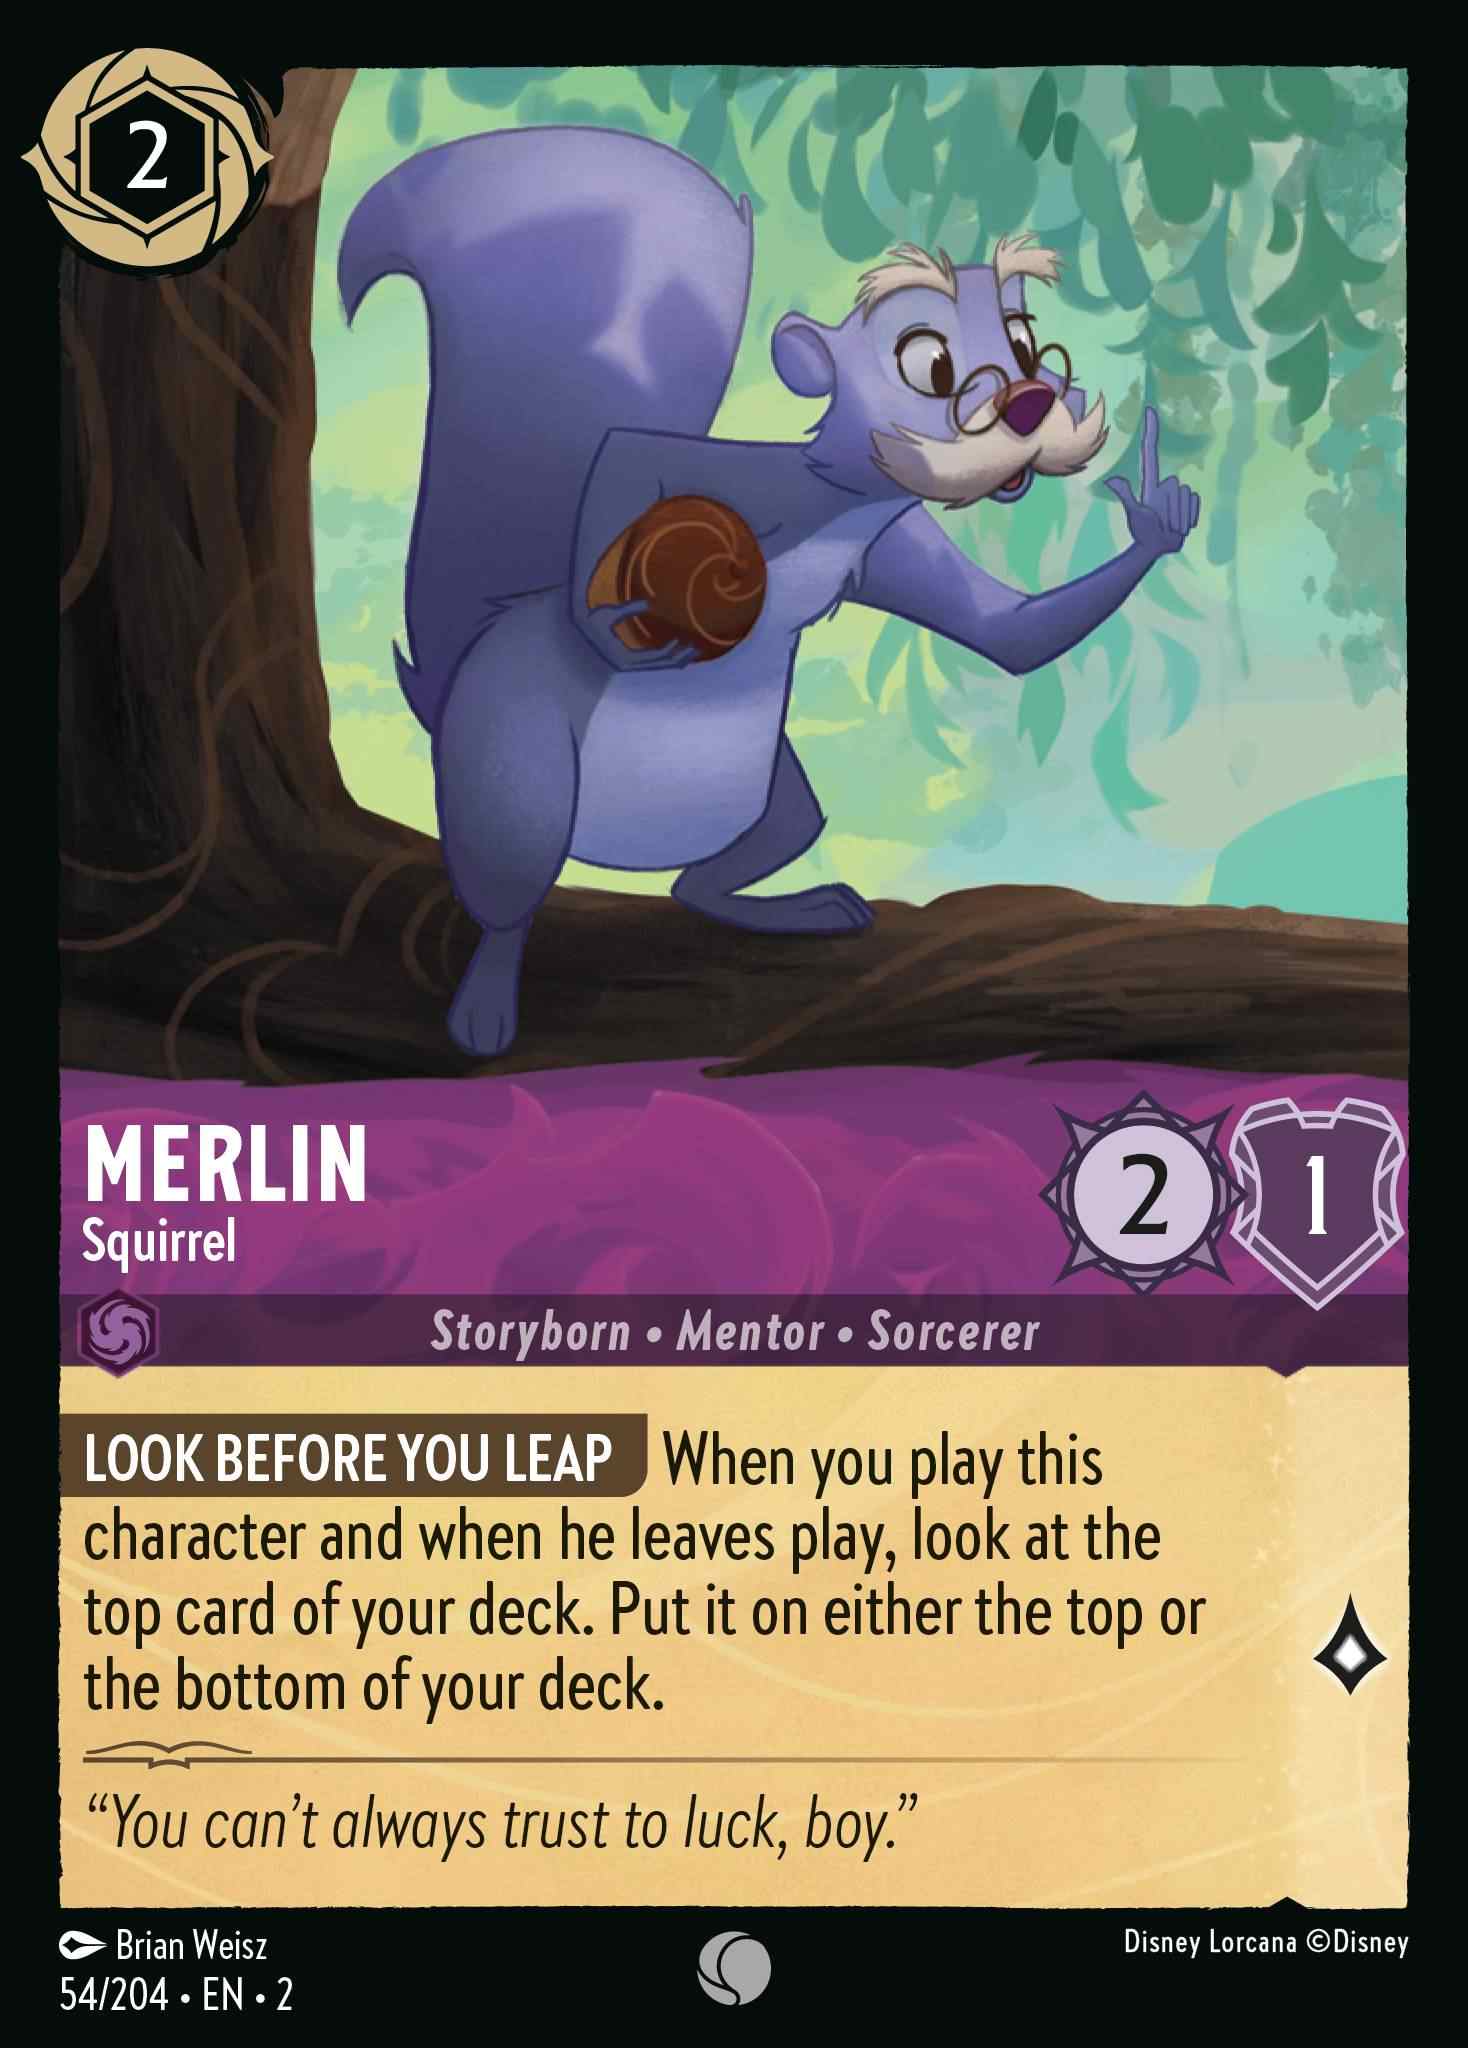 2
MERLIN
Squirrel
2
1
Storyborn • Mentor • Sorcerer
LOOK BEFORE YOU LEAP When you play this
character and when he leaves play, look at the
top card of your deck. Put it on either the top or
the bottom of your deck.
“You can’t always trust to luck, boy.”
Brian Weisz
Disney Lorcana ©Disney
54/204 • EN • 2